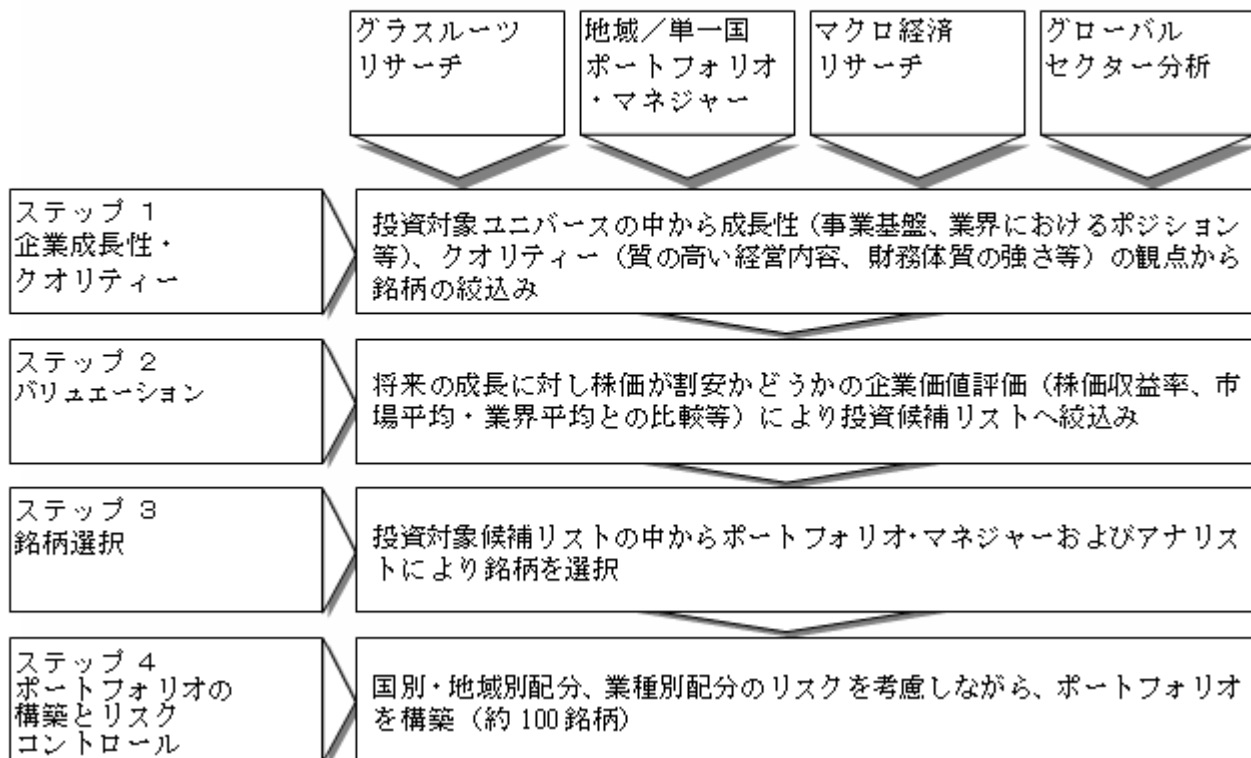 グラスルーツ
リサーチ
地域／単一国
ポートフォリオ
・マネジャー
マクロ経済
リサーチ
グローバル
セクター分析
ステップ １
企業成長性・
クオリティー
投資対象ユニバースの中から成長性（事業基盤、業界におけるポジション
等）、クオリティー（質の高い経営内容、財務体質の強さ等）の観点から
銘柄の絞込み
ステップ ２
バリュエーション
将来の成長に対し株価が割安かどうかの企業価値評価（株価収益率、市
場平均・業界平均との比較等）により投資候補リストへ絞込み
ステップ ３
銘柄選択
投資対象候補リストの中からポートフォリオ・マネジャーおよびアナリス
トにより銘柄を選択
ステップ ４
ポートフォリオの
構築とリスク
コントロール
国別・地域別配分、業種別配分のリスクを考慮しながら、ポートフォリオ
を構築（約 100 銘柄）